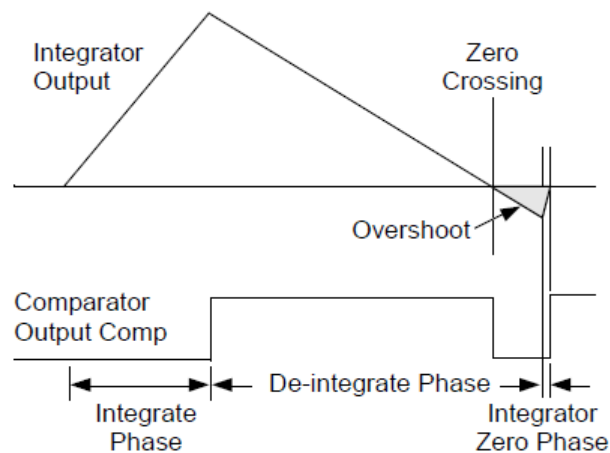 Integrator
Output
Zero
Crossing
Overshoot
Comparator
Output Comp
De-integrate Phase
Integrate
Phase
Integrator
Zero Phase